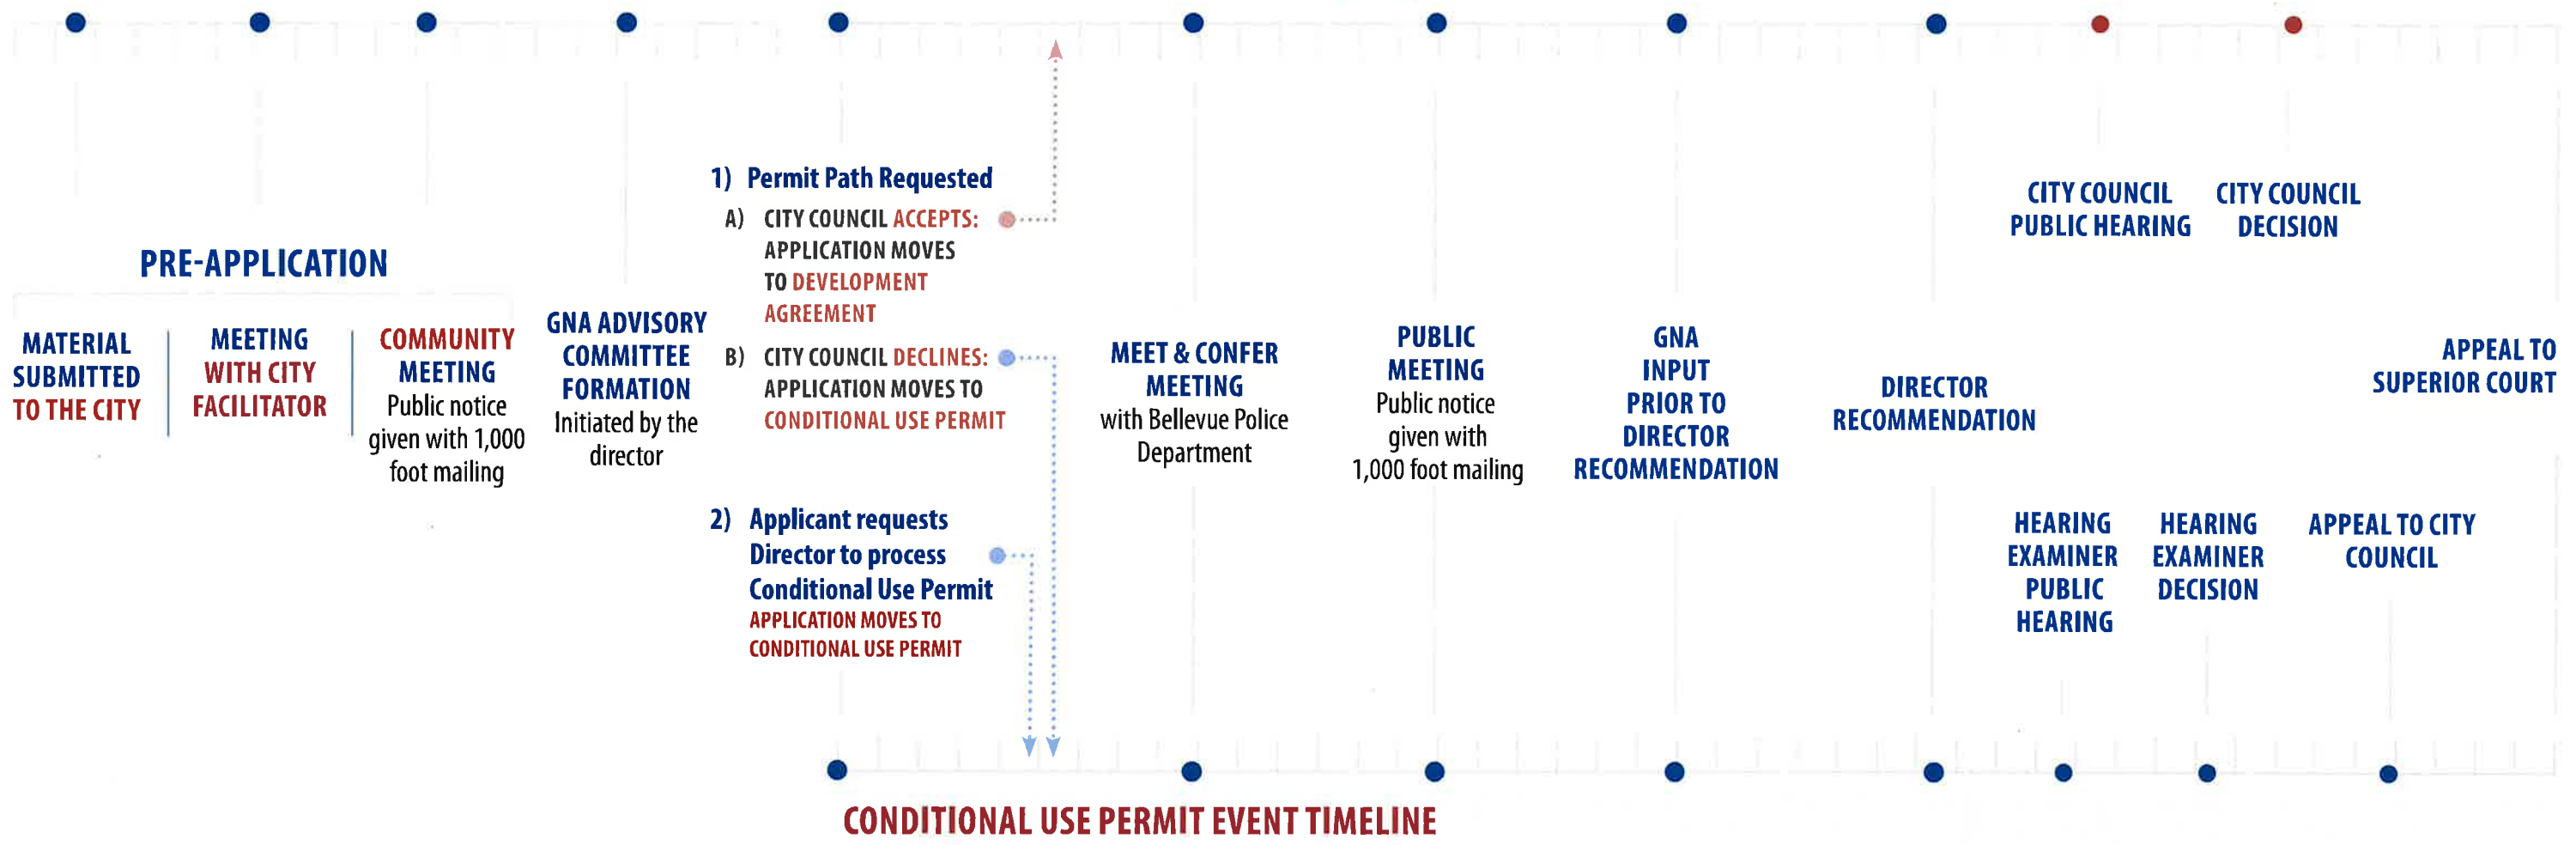 PRE-APPLICATION
MATERIAL
SUBMITTED
TO THE CITY
MEETING
WITH CITY
FACILITATOR
COMMUNITY
MEETING
Public notice
given with 1,000
foot mailing
GNA ADVISORY
COMMITTEE
FORMATION
Initiated by the
director
1) Permit Path Requested
A) CITY COUNCIL ACCEPTS:
APPLICATION MOVES
TO DEVELOPMENT
AGREEMENT
B) CITY COUNCIL DECLINES:
APPLICATION MOVES TO
CONDITIONAL USE PERMIT
2) Applicant requests
Director to process
Conditional Use Permit
APPLICATION MOVES TO
CONDITIONAL USE PERMIT
MEET & CONFER
MEETING
with Bellevue Police
Department
PUBLIC
MEETING
Public notice
given with
1,000 foot mailing
GNA
INPUT
PRIOR TO
DIRECTOR
RECOMMENDATION
DIRECTOR
RECOMMENDATION
CITY COUNCIL
PUBLIC HEARING
CITY COUNCIL
DECISION
HEARING
EXAMINER
PUBLIC
HEARING
HEARING
EXAMINER
DECISION
APPEAL TO CITY
COUNCIL
APPEAL TO
SUPERIOR COURT
CONDITIONAL USE PERMIT EVENT TIMELINE